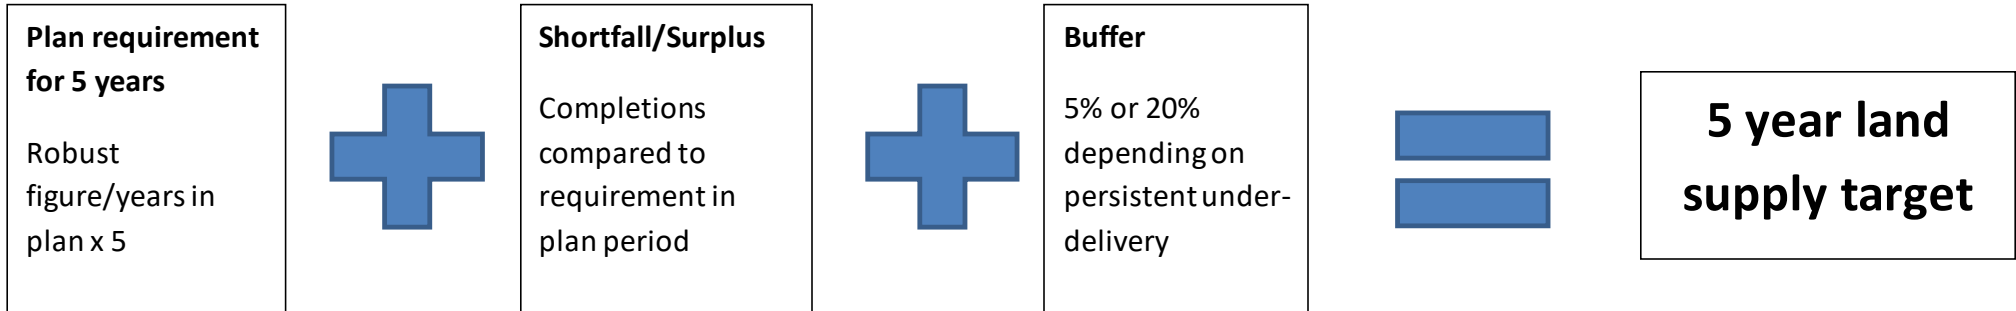 Plan requirement
for 5 years
Robust
figure/years in
plan x 5
Shortfall/Surplus
Completions
compared to
requirement in
plan period
Buffer
5% or 20%
depending on
persistent under-
delivery
5 year land
supply target